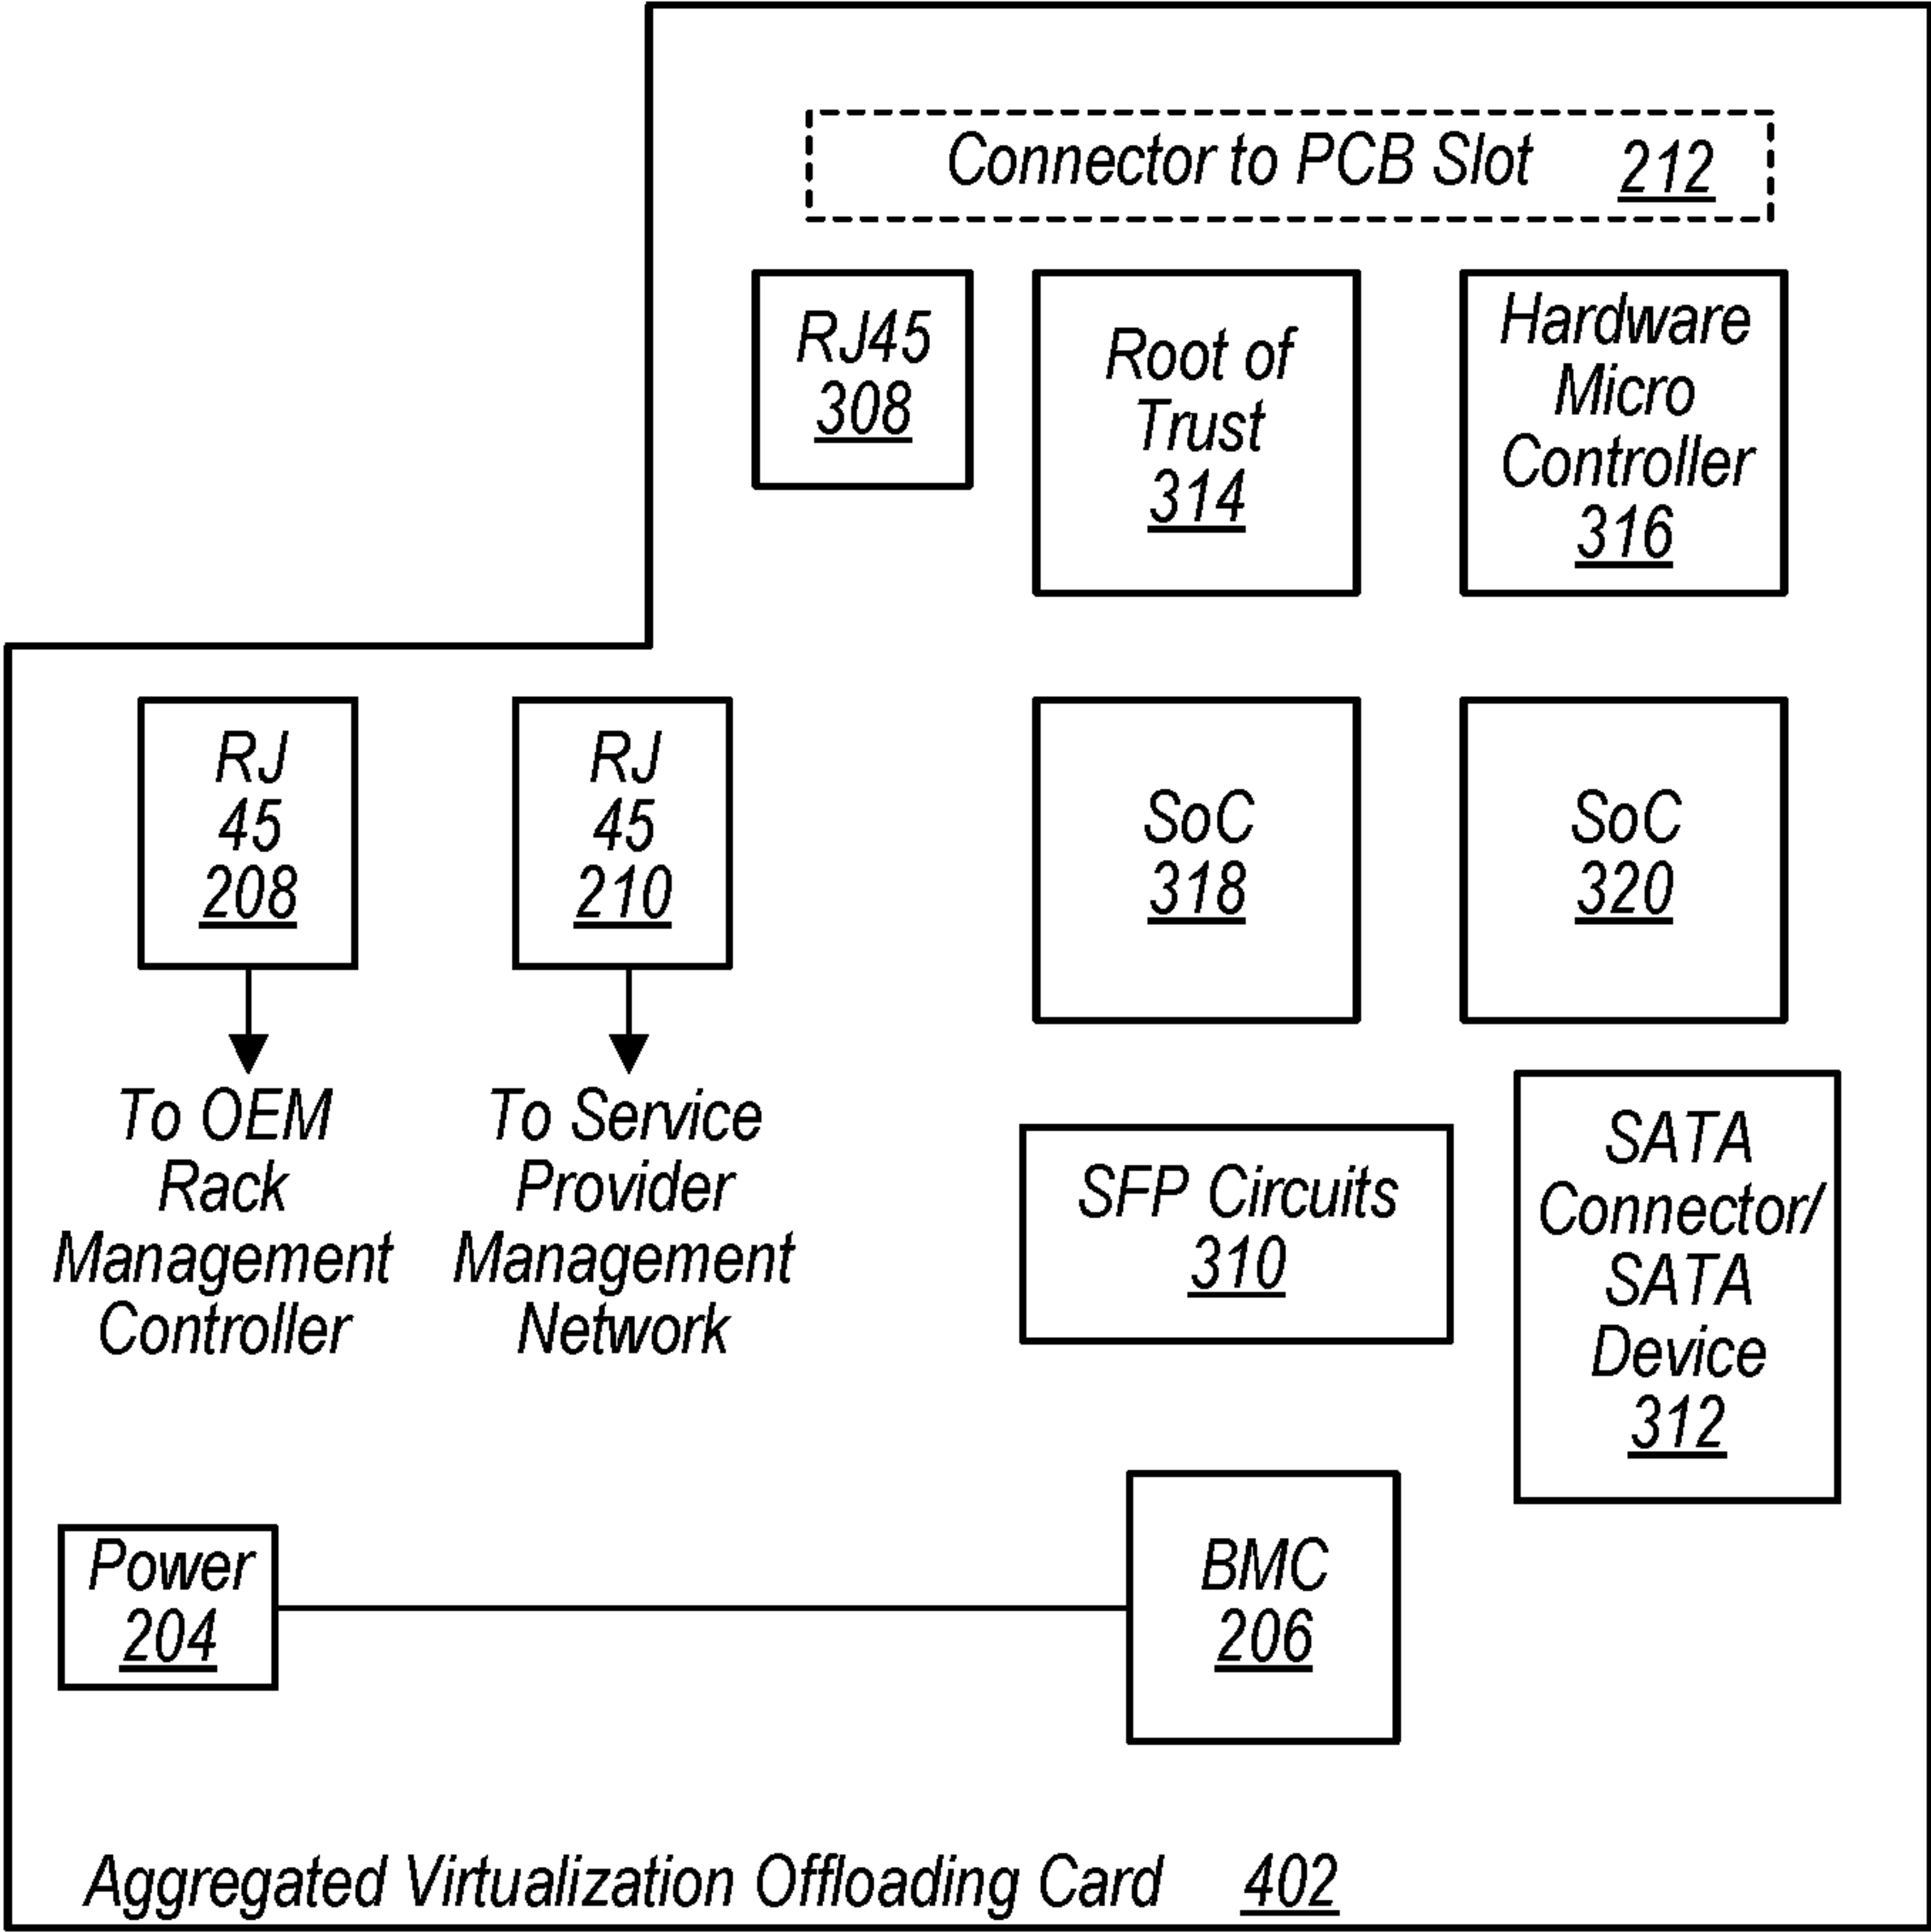 Connector to PCB Slot 212
RJ45
308
Root of
Trust
314
Hardware
Micro
Controller
316
RJ
45
208
RJ
45
210
SoC
318
SoC
320
To OEM
Rack
Management
Controller
To Service
Provider
Management
Network
SFP Circuits
310
SATA
Connector/
SATA
Device
312
Power
204
BMC
206
Aggregated Virtualization Offloading Card 402